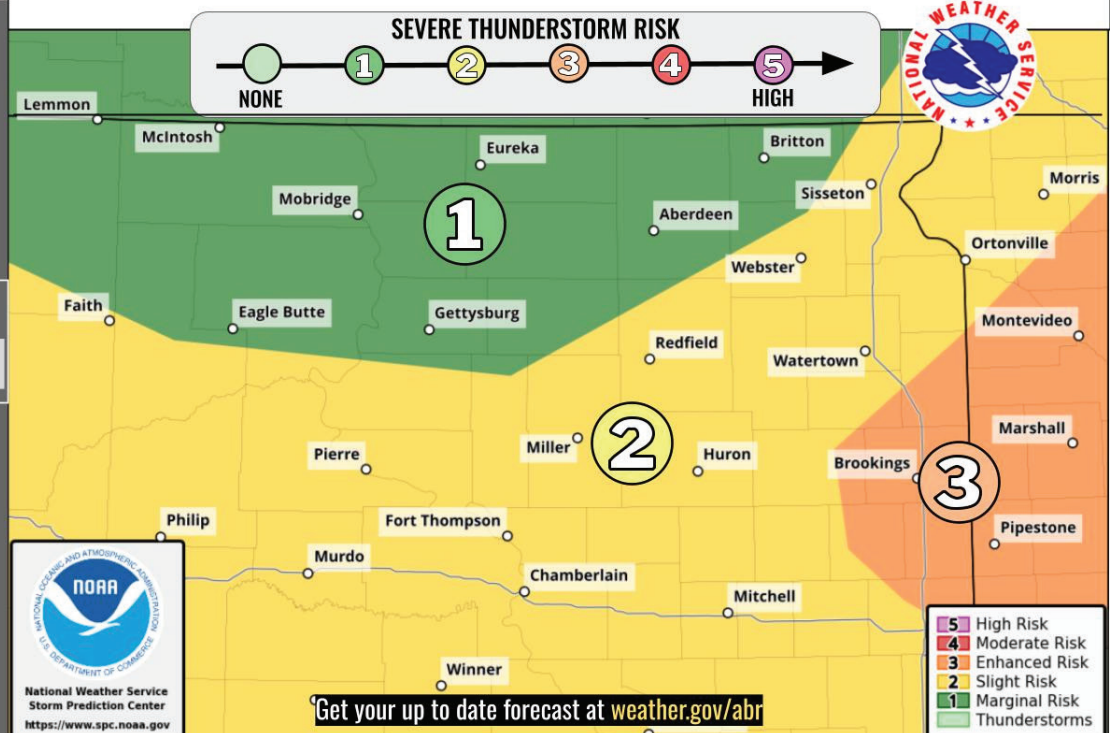 SEVERE THUNDERSTORM RISK
1 2 3 4 5
NONE HIGH
NATIONAL WEATHER SERVICE
Lemmon
McIntosh
Eureka
Britton
Mobridge
Sisseton
Morris
1
Aberdeen
Ortonville
Webster
Faith
Eagle Butte
Gettysburg
Montevideo
Redfield
Watertown
Miller
2
Marshall
Pierre
Huron
Brookings
3
Philip
Fort Thompson
Pipestone
Murdo
Chamberlain
Mitchell
Winner
NATIONAL OCEANIC AND ATMOSPHERIC ADMINISTRATION
NOAA
U.S. DEPARTMENT OF COMMERCE
National Weather Service
Storm Prediction Center
https://www.spc.noaa.gov
5 High Risk
4 Moderate Risk
3 Enhanced Risk
2 Slight Risk
1 Marginal Risk
Thunderstorms
Get your up to date forecast at weather.gov/abr